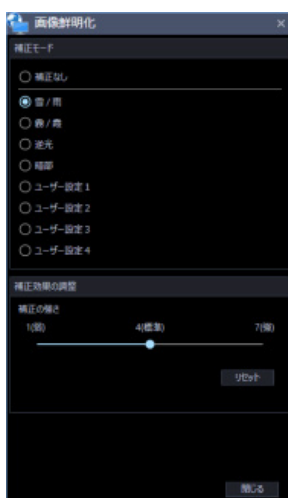 画像鮮明化
補正モード
補正なし
雪 / 雨
霧 / 霞
逆光
暗部
ユーザー設定 1
ユーザー設定 2
ユーザー設定 3
ユーザー設定 4
補正効果の調整
補正の強さ
1(弱) 4(標準) 7(強)
リセット
閉じる